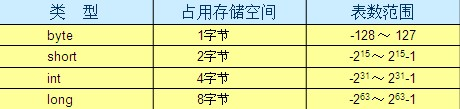 类 型 占用存储空间 表数范围
byte 1字节 -128～ 127
short 2字节 -2¹⁵～ 2¹⁵-1
int 4字节 -2³¹～ 2³¹-1
long 8字节 -2⁶³～ 2⁶³-1